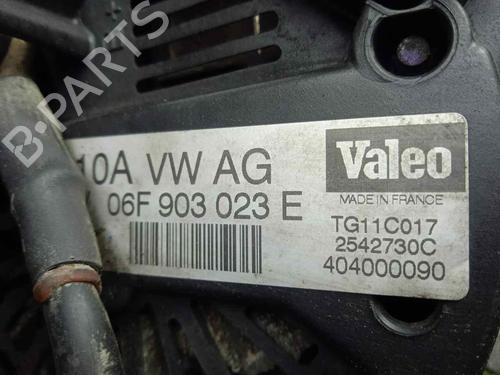 B-PARTS
10A VW AG
06F 903 023 E
Valeo
MADE IN FRANCE
TG11C017
2542730C
404000090